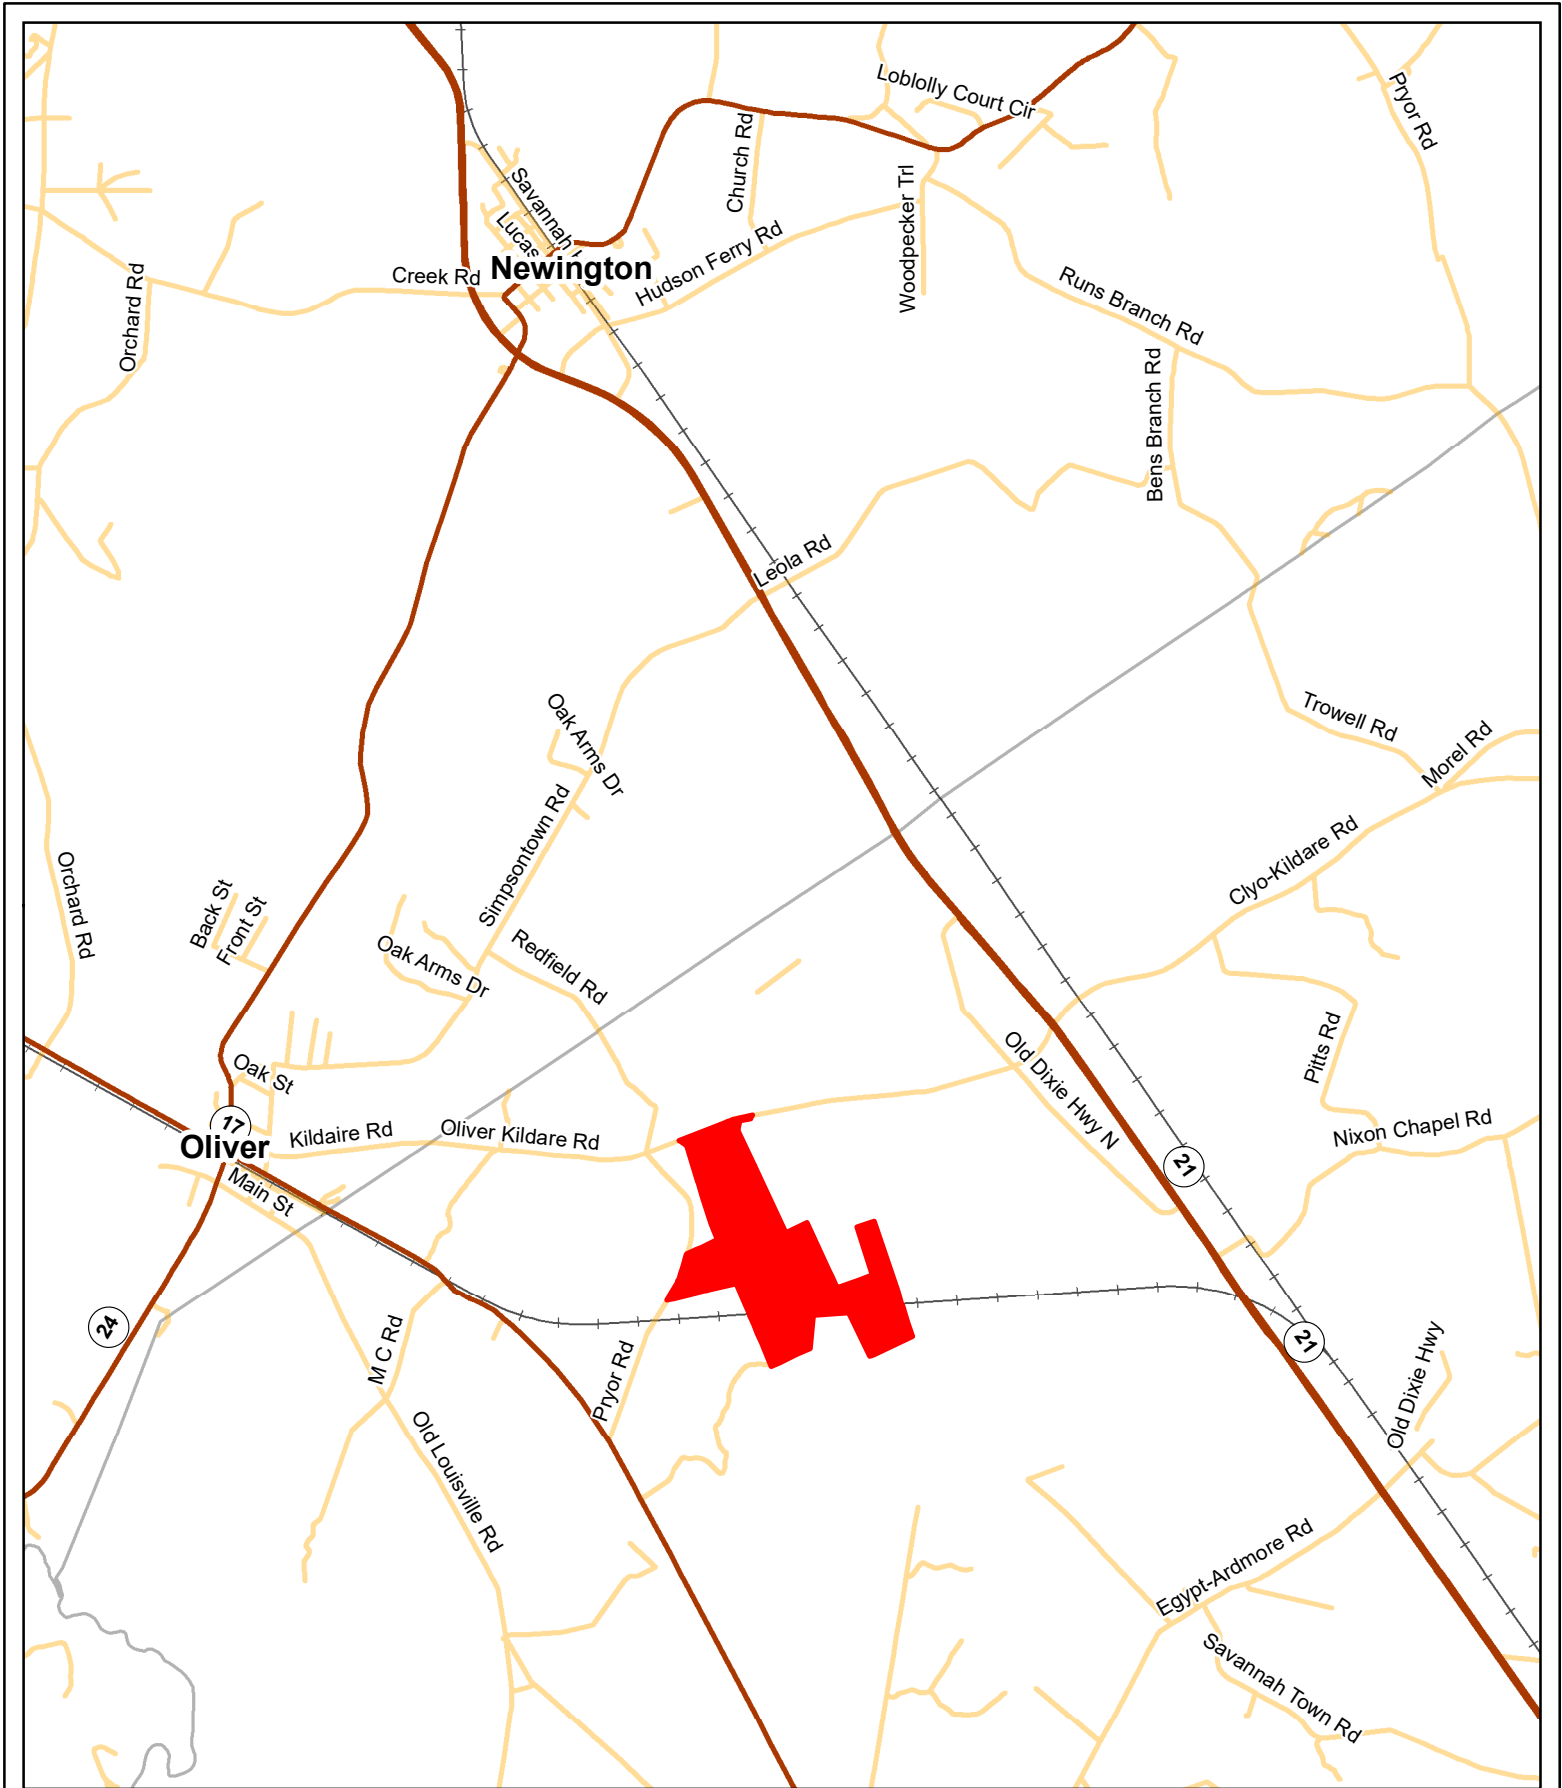 Loblolly Court Cir
Pryor Rd
Church Rd
Savannah
Lucas
Woodpecker Trl
Creek Rd
Newington
Hudson Ferry Rd
Orchard Rd
Runs Branch Rd
Bens Branch Rd
Leola Rd
Oak Arms Dr
Trowell Rd
Morel Rd
Simpsontown Rd
Clyo-Kildare Rd
Orchard Rd
Back St
Front St
Oak Arms Dr
Redfield Rd
Old Dixie Hwy N
Pitts Rd
Oak St
17
Oliver
Kildaire Rd
Oliver Kildare Rd
Nixon Chapel Rd
21
Main St
24
M C Rd
Pryor Rd
21
Old Dixie Hwy
Old Louisville Rd
Egypt-Ardmore Rd
Savannah Town Rd